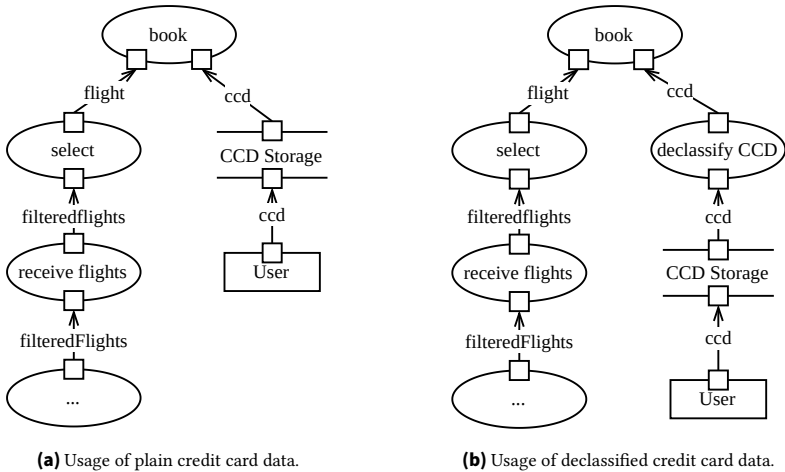 book
flight
ccd
select
CCD Storage
filteredflights
ccd
receive flights
User
filteredFlights
...
(a) Usage of plain credit card data.
book
flight
ccd
select
declassify CCD
filteredflights
ccd
receive flights
CCD Storage
filteredFlights
ccd
...
User
(b) Usage of declassified credit card data.